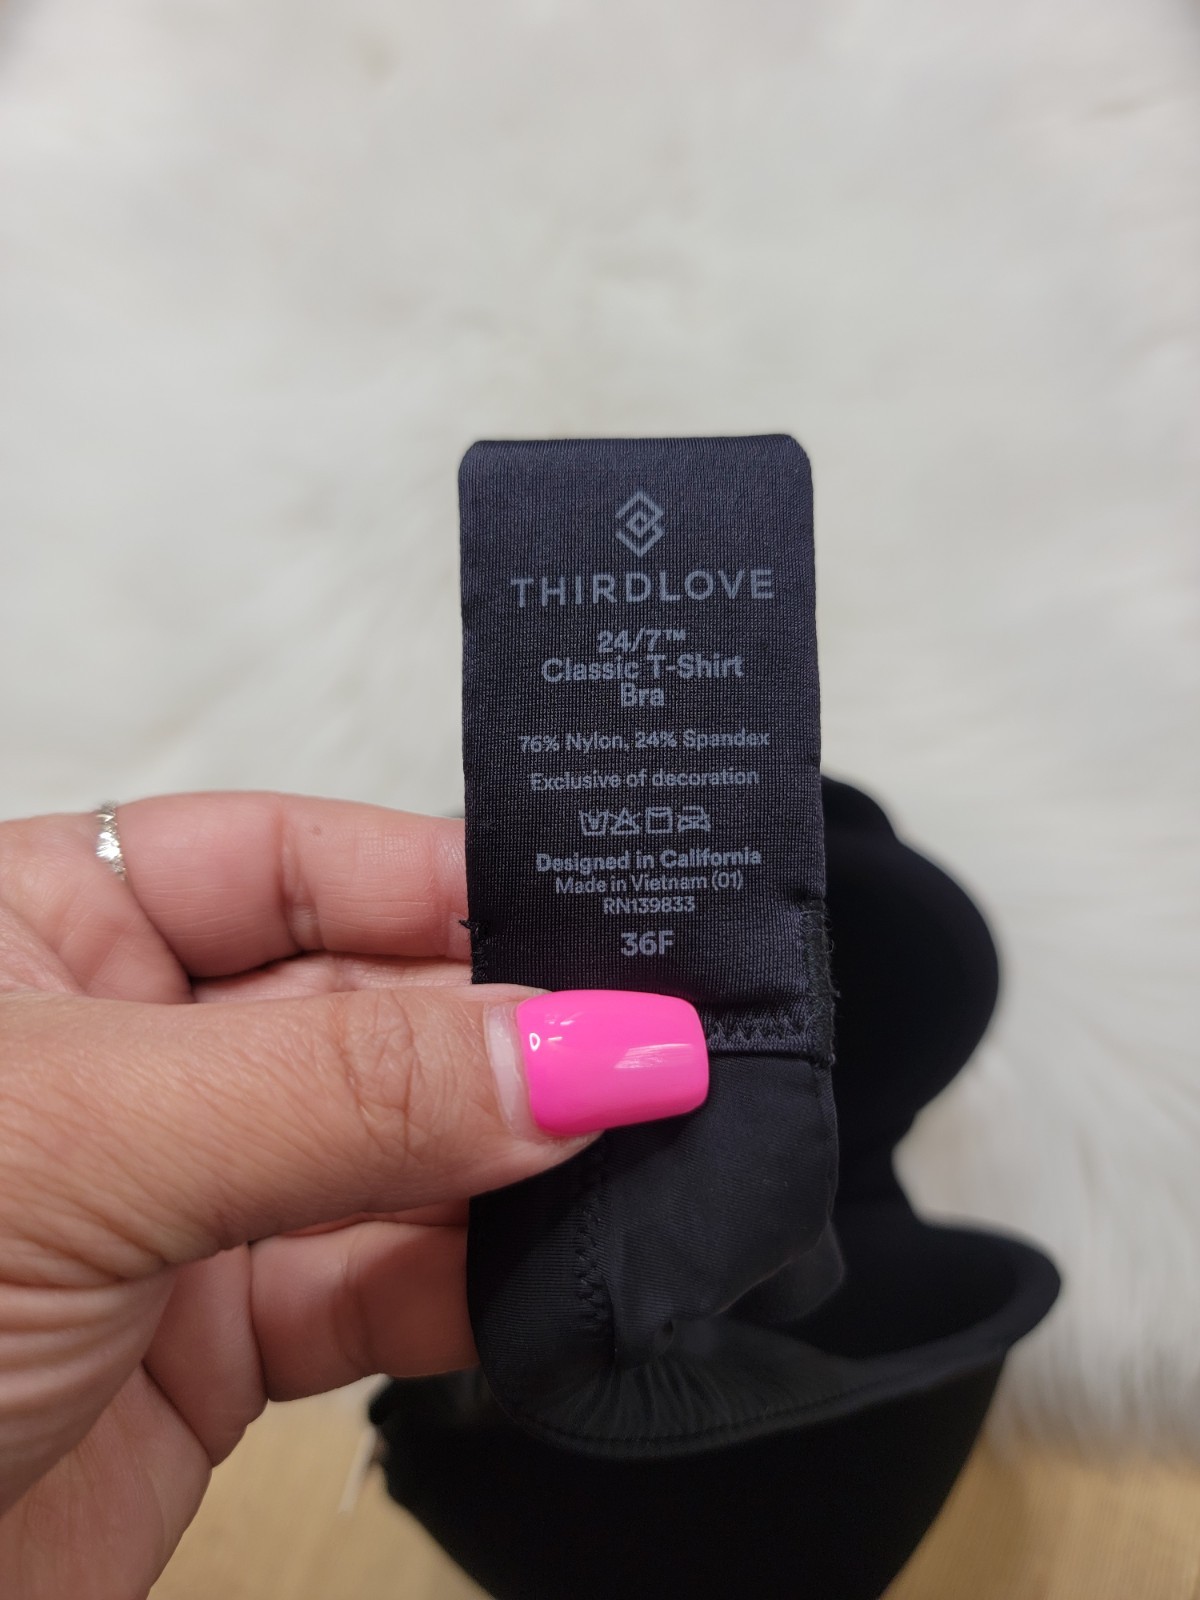 THIRDLOVE
24/7™
Classic T-Shirt
Bra
76% Nylon, 24% Spandex
Exclusive of decoration
Designed in California
Made in Vietnam (01)
RN139833
36F